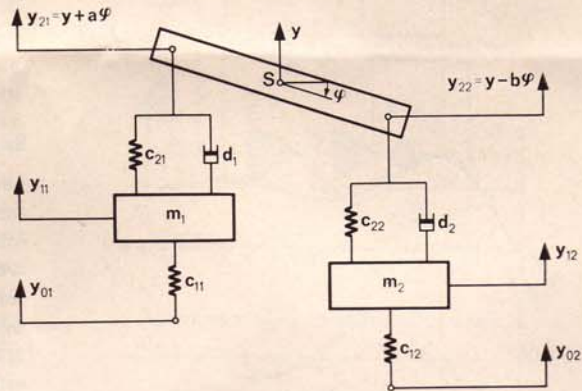 y₂₁=y+aφ
y
S
φ
y₂₂=y-bφ
c₂₁
d₁
y₁₁
m₁
c₂₂
d₂
c₁₁
y₁₂
m₂
y₀₁
c₁₂
y₀₂